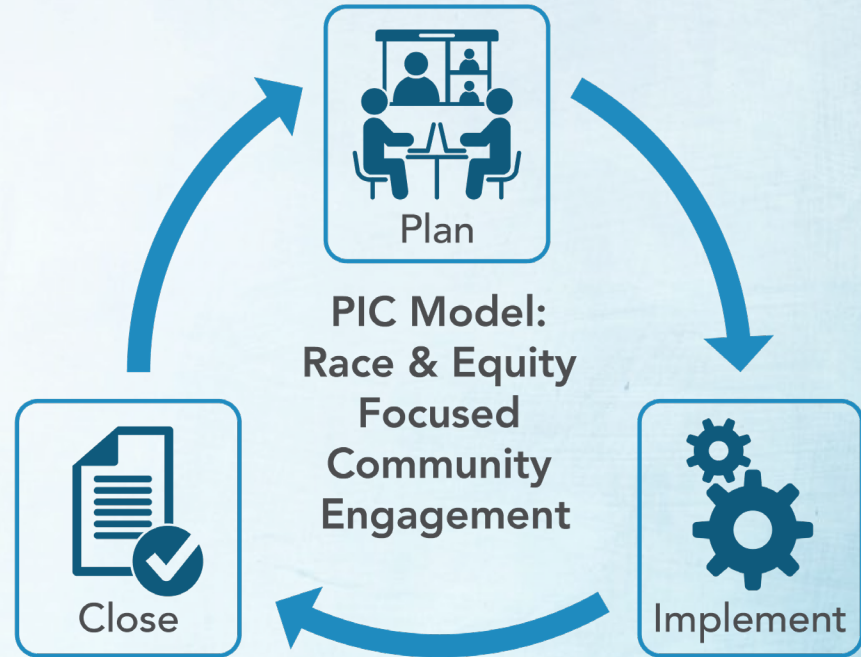 Plan
PIC Model:
Race & Equity
Focused
Community
Engagement
Close
Implement